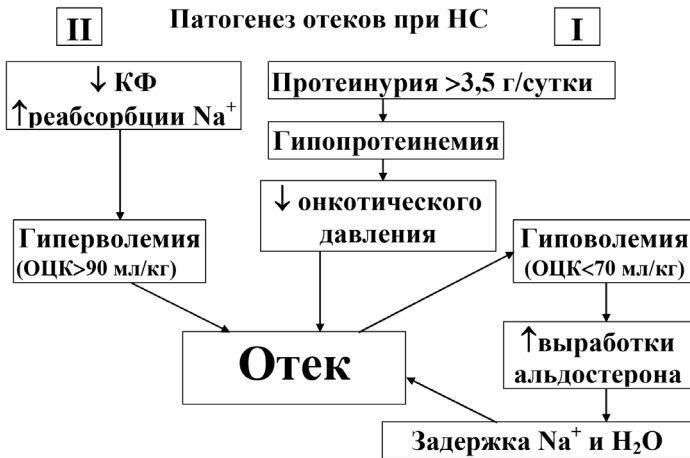 Патогенез отеков при НС
II
I
↓ КФ
↑реабсорбции Na⁺
Протеинурия >3,5 г/сутки
Гипопротеинемия
↓ онкотического
давления
Гиперволемия
(ОЦК>90 мл/кг)
Гиповолемия
(ОЦК<70 мл/кг)
Отек
↑выработки
альдостерона
Задержка Na⁺ и H₂O